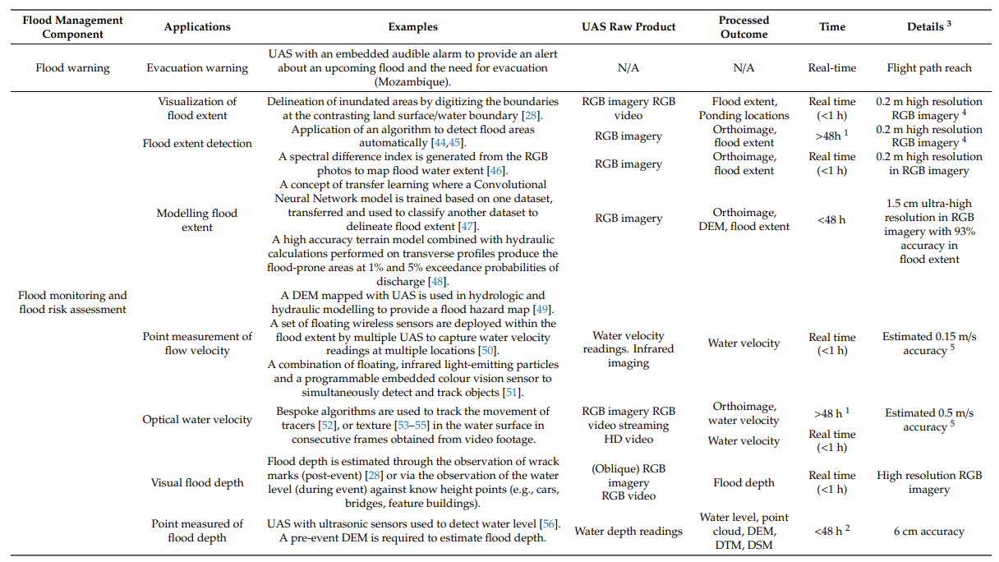 Flood Management Component
Applications
Examples
UAS Raw Product
Processed Outcome
Time
Details 3
Flood warning
Evacuation warning
UAS with an embedded audible alarm to provide an alert
about an upcoming flood and the need for evacuation
(Mozambique).
N/A
N/A
Real-time
Flight path reach
Flood monitoring and
flood risk assessment
Visualization of
flood extent
Delineation of inundated areas by digitizing the boundaries
at the contrasting land surface/water boundary [28].
RGB imagery RGB
video
Flood extent,
Ponding locations
Real time
(<1 h)
0.2 m high resolution
RGB imagery 4
Flood extent detection
Application of an algorithm to detect flood areas
automatically [44,45].
RGB imagery
Orthoimage,
flood extent
>48h 1
0.2 m high resolution
RGB imagery 4
A spectral difference index is generated from the RGB
photos to map flood water extent [46].
RGB imagery
Orthoimage,
flood extent
Real time
(<1 h)
0.2 m high resolution
in RGB imagery
Modelling flood
extent
A concept of transfer learning where a Convolutional
Neural Network model is trained based on one dataset,
transferred and used to classify another dataset to
delineate flood extent [47].
RGB imagery
Orthoimage,
DEM, flood extent
<48 h
1.5 cm ultra-high
resolution in RGB
imagery with 93%
accuracy in
flood extent
A high accuracy terrain model combined with hydraulic
calculations performed on transverse profiles produce the
flood-prone areas at 1% and 5% exceedance probabilities of
discharge [48].
A DEM mapped with UAS is used in hydrologic and
hydraulic modelling to provide a flood hazard map [49].
Point measurement of
flow velocity
A set of floating wireless sensors are deployed within the
flood extent by multiple UAS to capture water velocity
readings at multiple locations [50].
A combination of floating, infrared light-emitting particles
and a programmable embedded colour vision sensor to
simultaneously detect and track objects [51].
Water velocity
readings. Infrared
imaging
Water velocity
Real time
(<1 h)
Estimated 0.15 m/s
accuracy 5
Optical water velocity
Bespoke algorithms are used to track the movement of
tracers [52], or texture [53–55] in the water surface in
consecutive frames obtained from video footage.
RGB imagery RGB
video streaming
HD video
Orthoimage,
water velocity
Water velocity
>48 h 1
Real time
(<1 h)
Estimated 0.5 m/s
accuracy 5
Visual flood depth
Flood depth is estimated through the observation of wrack
marks (post-event) [28] or via the observation of the water
level (during event) against know height points (e.g., cars,
bridges, feature buildings).
(Oblique) RGB
imagery
RGB video
Flood depth
Real time
(<1 h)
High resolution RGB
imagery
Point measured of
flood depth
UAS with ultrasonic sensors used to detect water level [56].
A pre-event DEM is required to estimate flood depth.
Water depth readings
Water level, point
cloud, DEM,
DTM, DSM
<48 h 2
6 cm accuracy